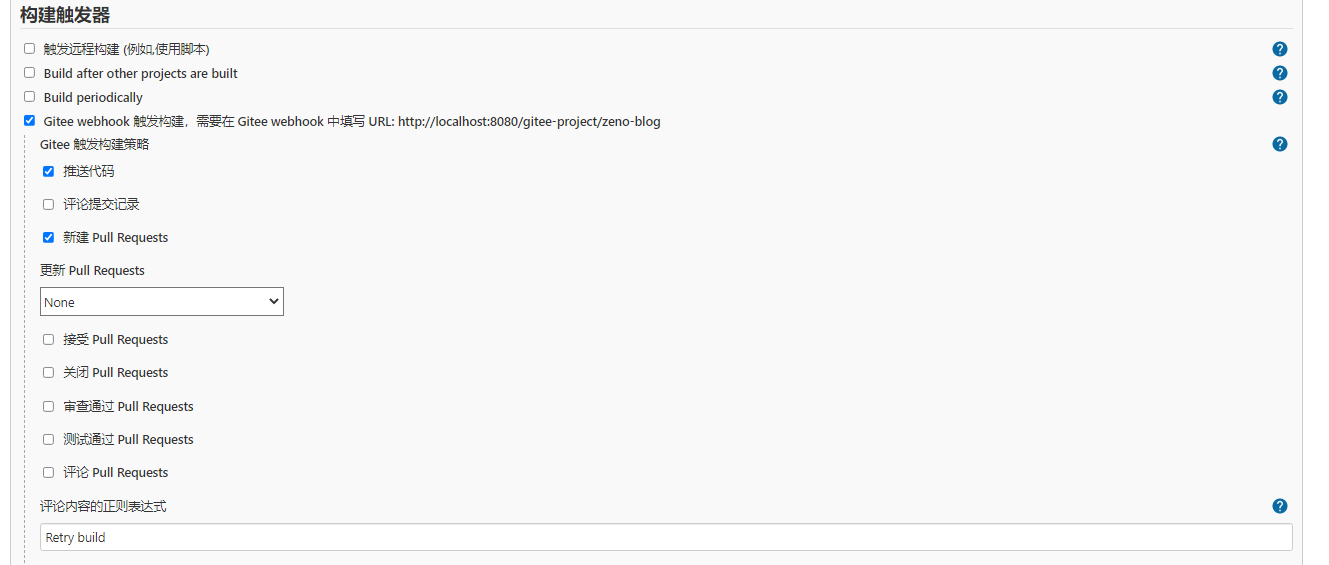 构建触发器
触发远程构建 (例如,使用脚本)
Build after other projects are built
Build periodically
Gitee webhook 触发构建，需要在 Gitee webhook 中填写 URL: http://localhost:8080/gitee-project/zeno-blog
Gitee 触发构建策略
推送代码
评论提交记录
新建 Pull Requests
更新 Pull Requests
None
接受 Pull Requests
关闭 Pull Requests
审查通过 Pull Requests
测试通过 Pull Requests
评论 Pull Requests
评论内容的正则表达式
Retry build